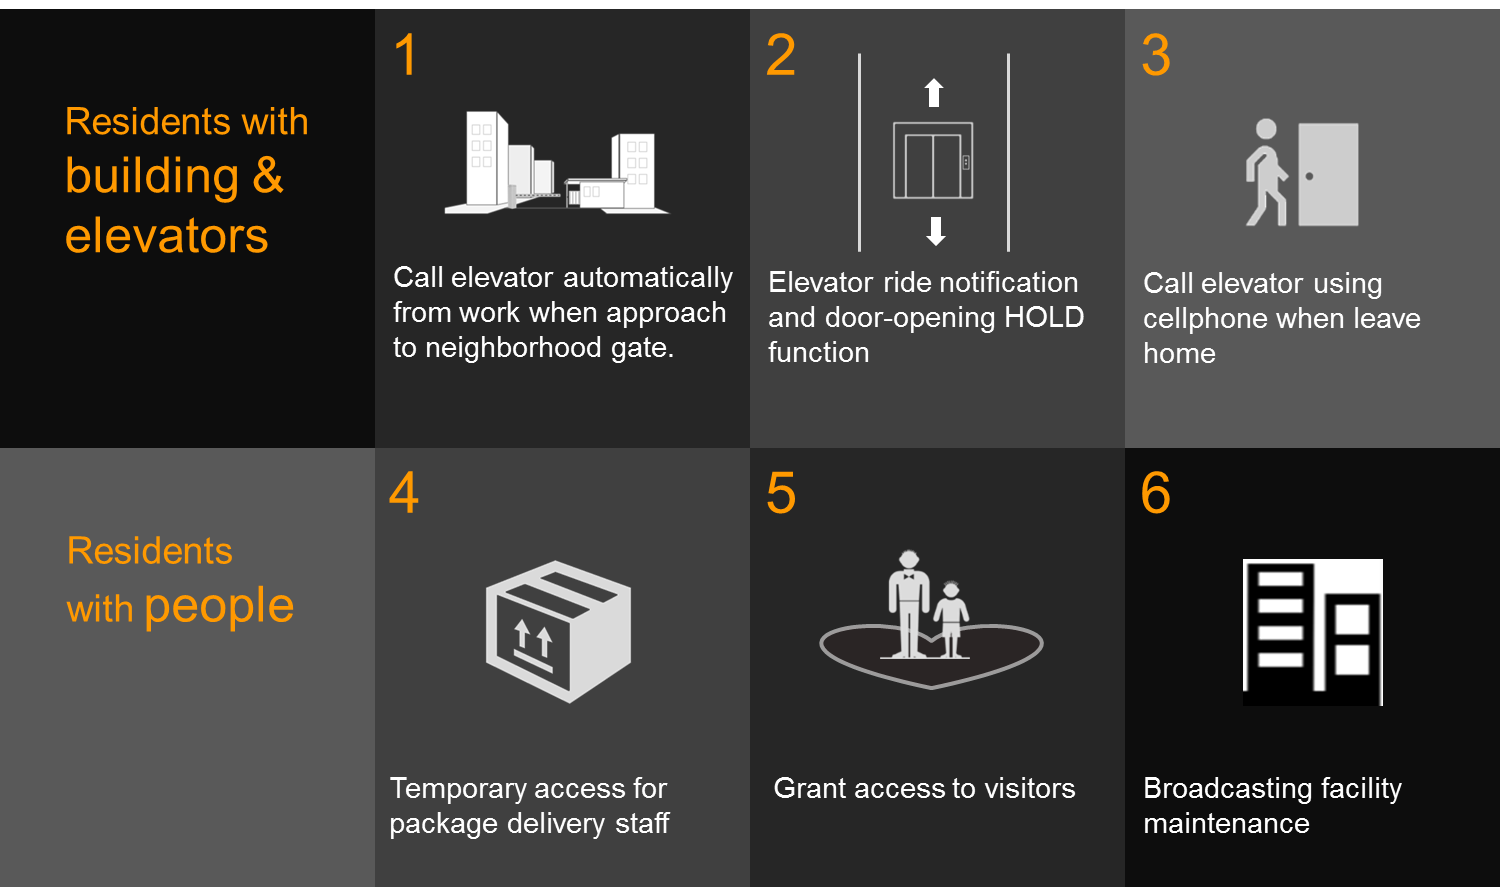 Residents with
building &
elevators
1
Call elevator automatically
from work when approach
to neighborhood gate.
2
Elevator ride notification
and door-opening HOLD
function
3
Call elevator using
cellphone when leave
home
Residents
with people
4
Temporary access for
package delivery staff
5
Grant access to visitors
6
Broadcasting facility
maintenance